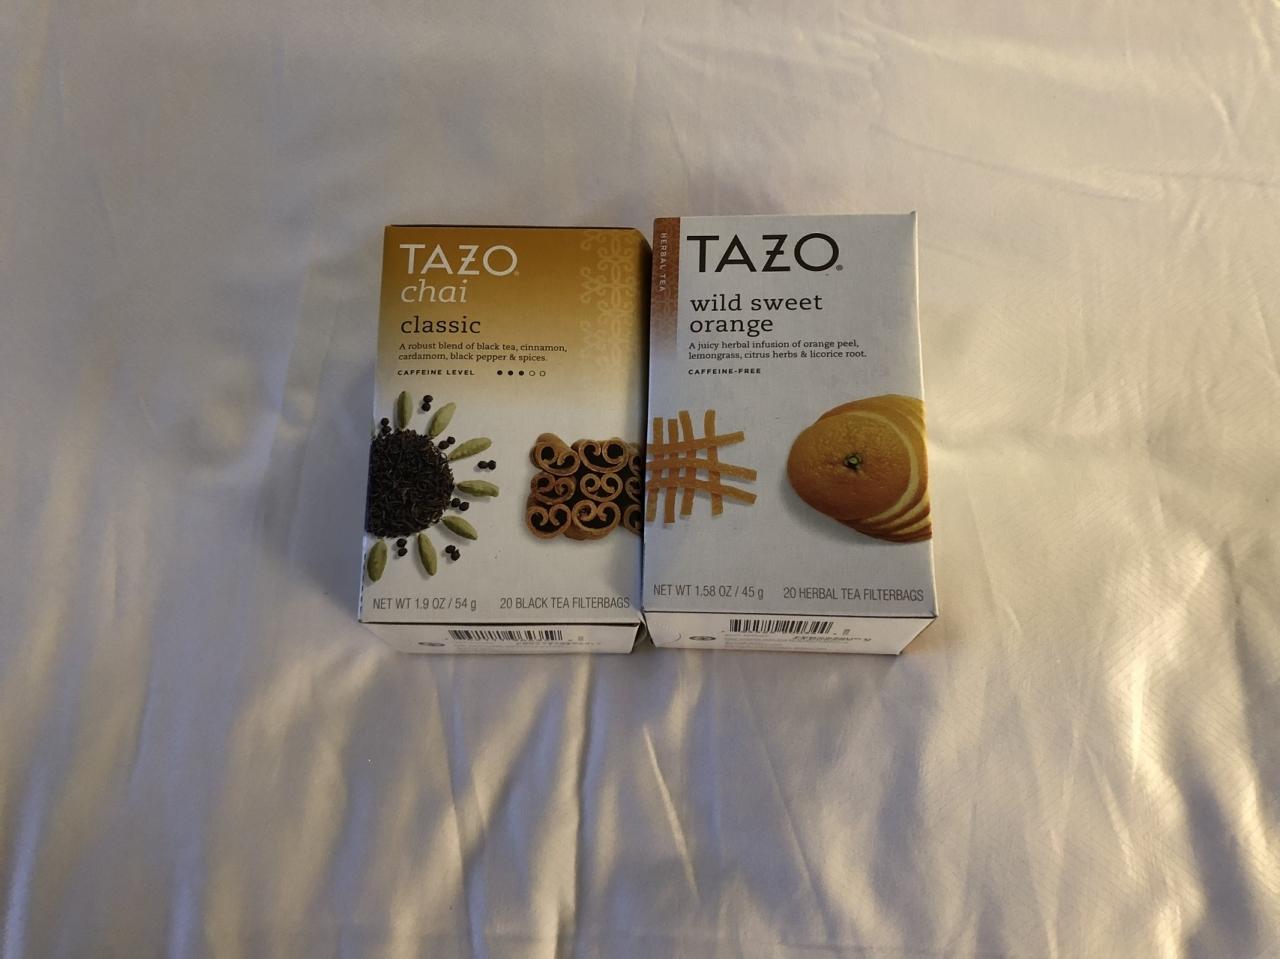 TAZO
chai
classic
A robust blend of black tea, cinnamon,
cardamom, black pepper & spices.
CAFFEINE LEVEL
NET WT 1.9 OZ / 54 g
20 BLACK TEA FILTERBAGS
HERBAL TEA
TAZO
wild sweet
orange
A juicy herbal infusion of orange peel,
lemongrass, citrus herbs & licorice root.
CAFFEINE-FREE
NET WT 1.58 OZ / 45 g
20 HERBAL TEA FILTERBAGS